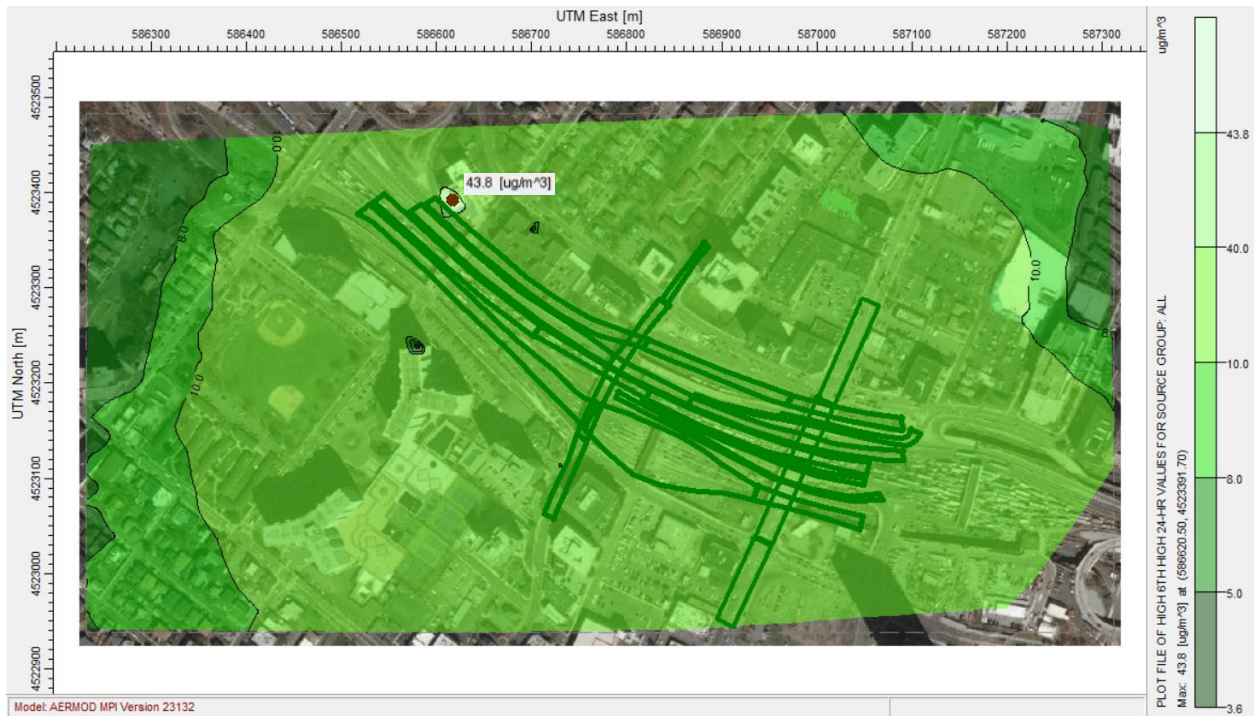 UTM East [m]
586300 586400 586500 586600 586700 586800 586900 587000 587100 587200 587300
ug/m^3
UTM North [m]
4523500
4523400
4523300
4523200
4523100
4523000
4522900
10.0
8.0
10.0
43.8 [ug/m^3]
10.0
43.8
40.0
10.0
8.0
5.0
3.6
PLOT FILE OF HIGH 6TH HIGH 24-HR VALUES FOR SOURCE GROUP: ALL
Max: 43.8 [ug/m^3] at (586620.50, 4523391.70)
Model: AERMOD MPI Version 23132